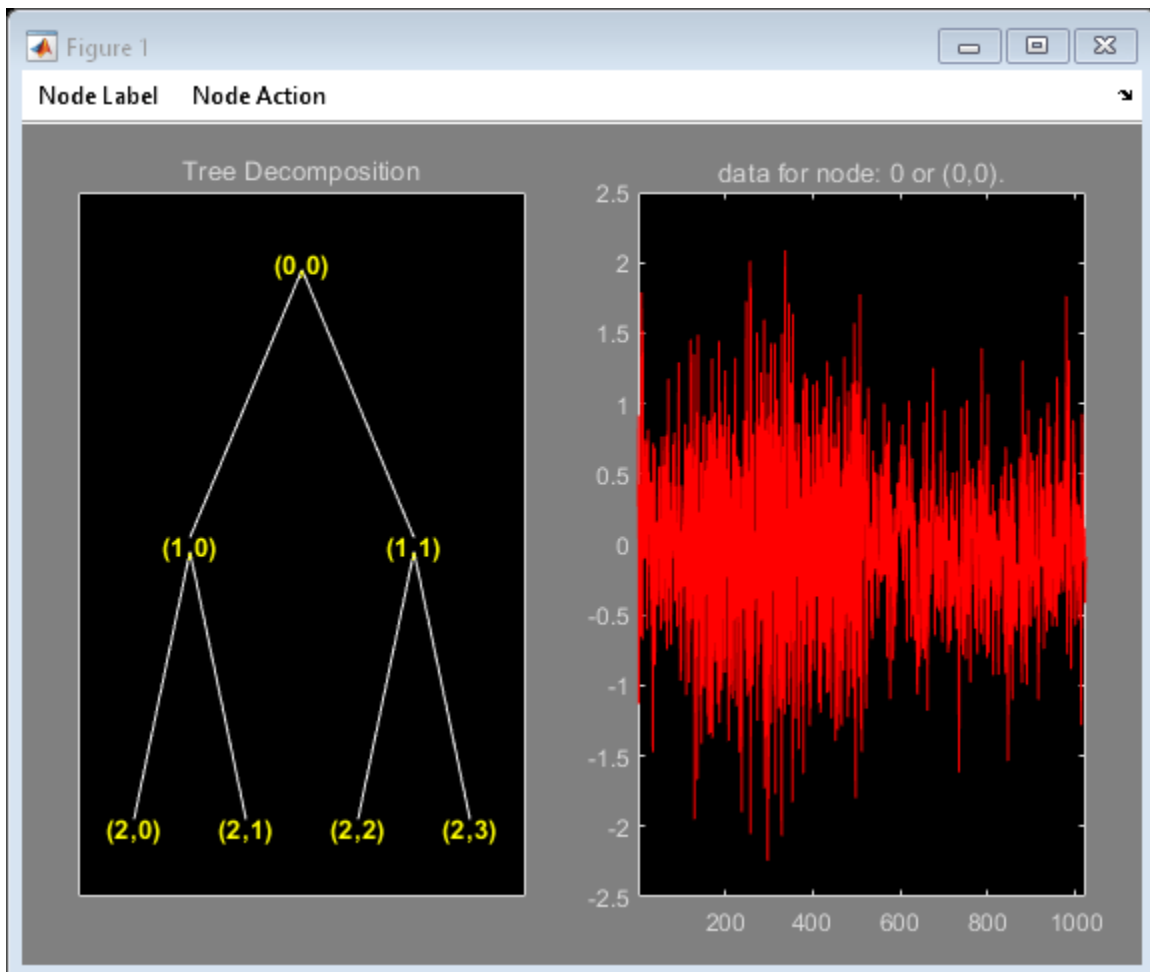 Figure 1
Node Label Node Action
Tree Decomposition
(0,0)
(1,0) (1,1)
(2,0) (2,1) (2,2) (2,3)
data for node: 0 or (0,0).
2.5
2
1.5
1
0.5
0
-0.5
-1
-1.5
-2
-2.5
200 400 600 800 1000